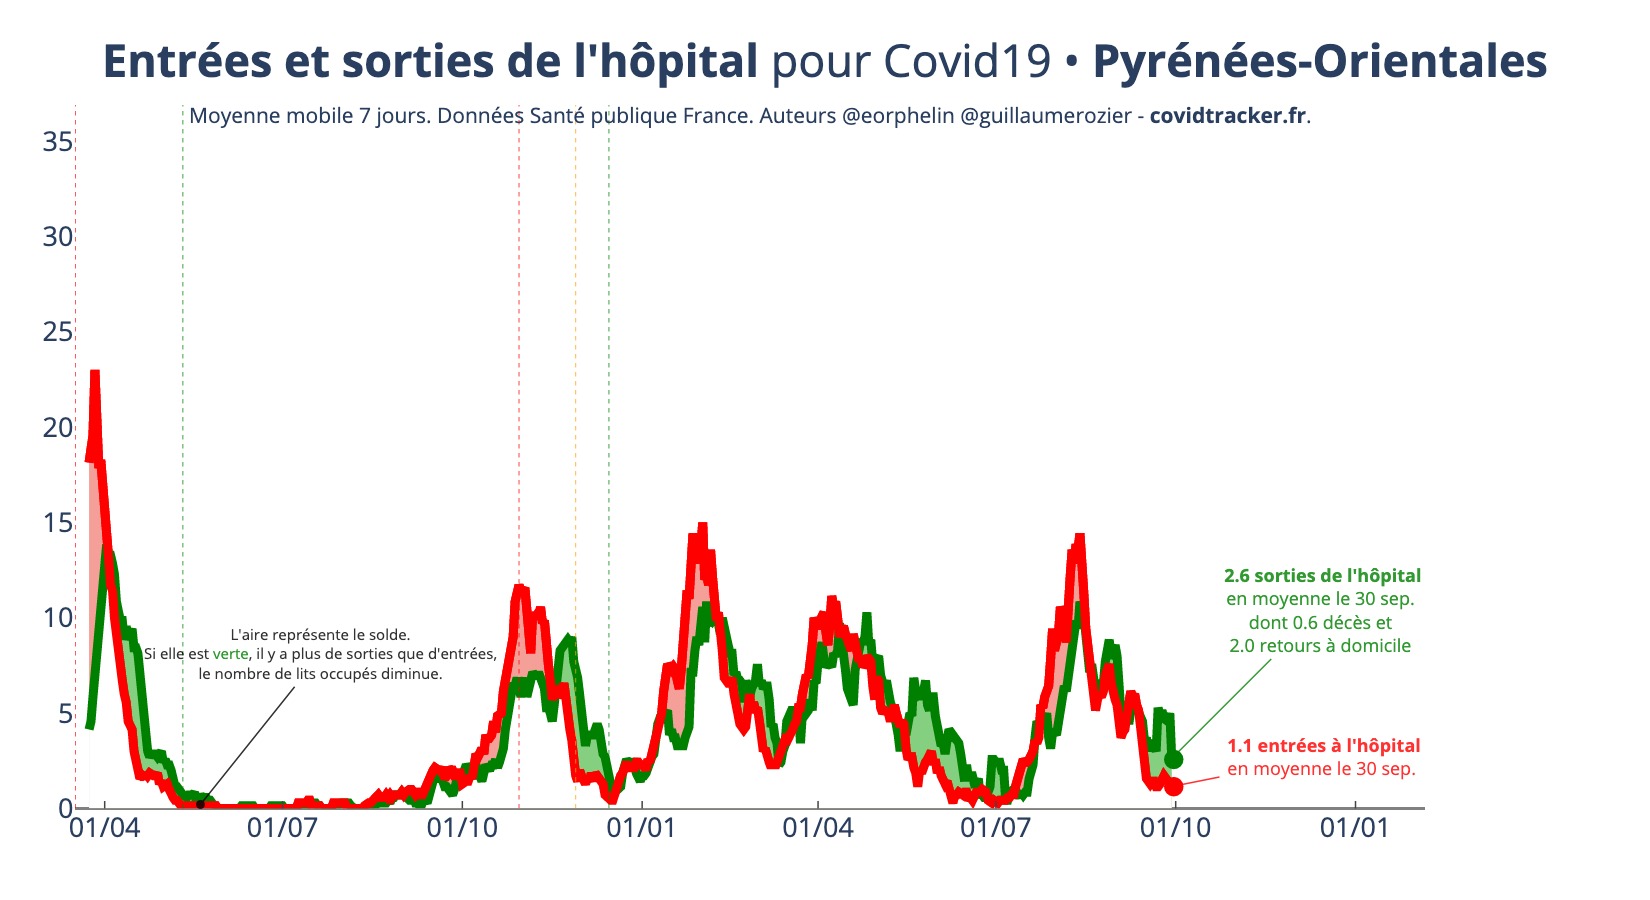 Entrées et sorties de l'hôpital pour Covid19 • Pyrénées-Orientales
Moyenne mobile 7 jours. Données Santé publique France. Auteurs @eorphelin @guillaumerozier - covidtracker.fr.
35
30
25
20
15
10
5
0
L'aire représente le solde.
Si elle est verte, il y a plus de sorties que d'entrées,
le nombre de lits occupés diminue.
2.6 sorties de l'hôpital
en moyenne le 30 sep.
dont 0.6 décès et
2.0 retours à domicile
1.1 entrées à l'hôpital
en moyenne le 30 sep.
01/04 01/07 01/10 01/01 01/04 01/07 01/10 01/01